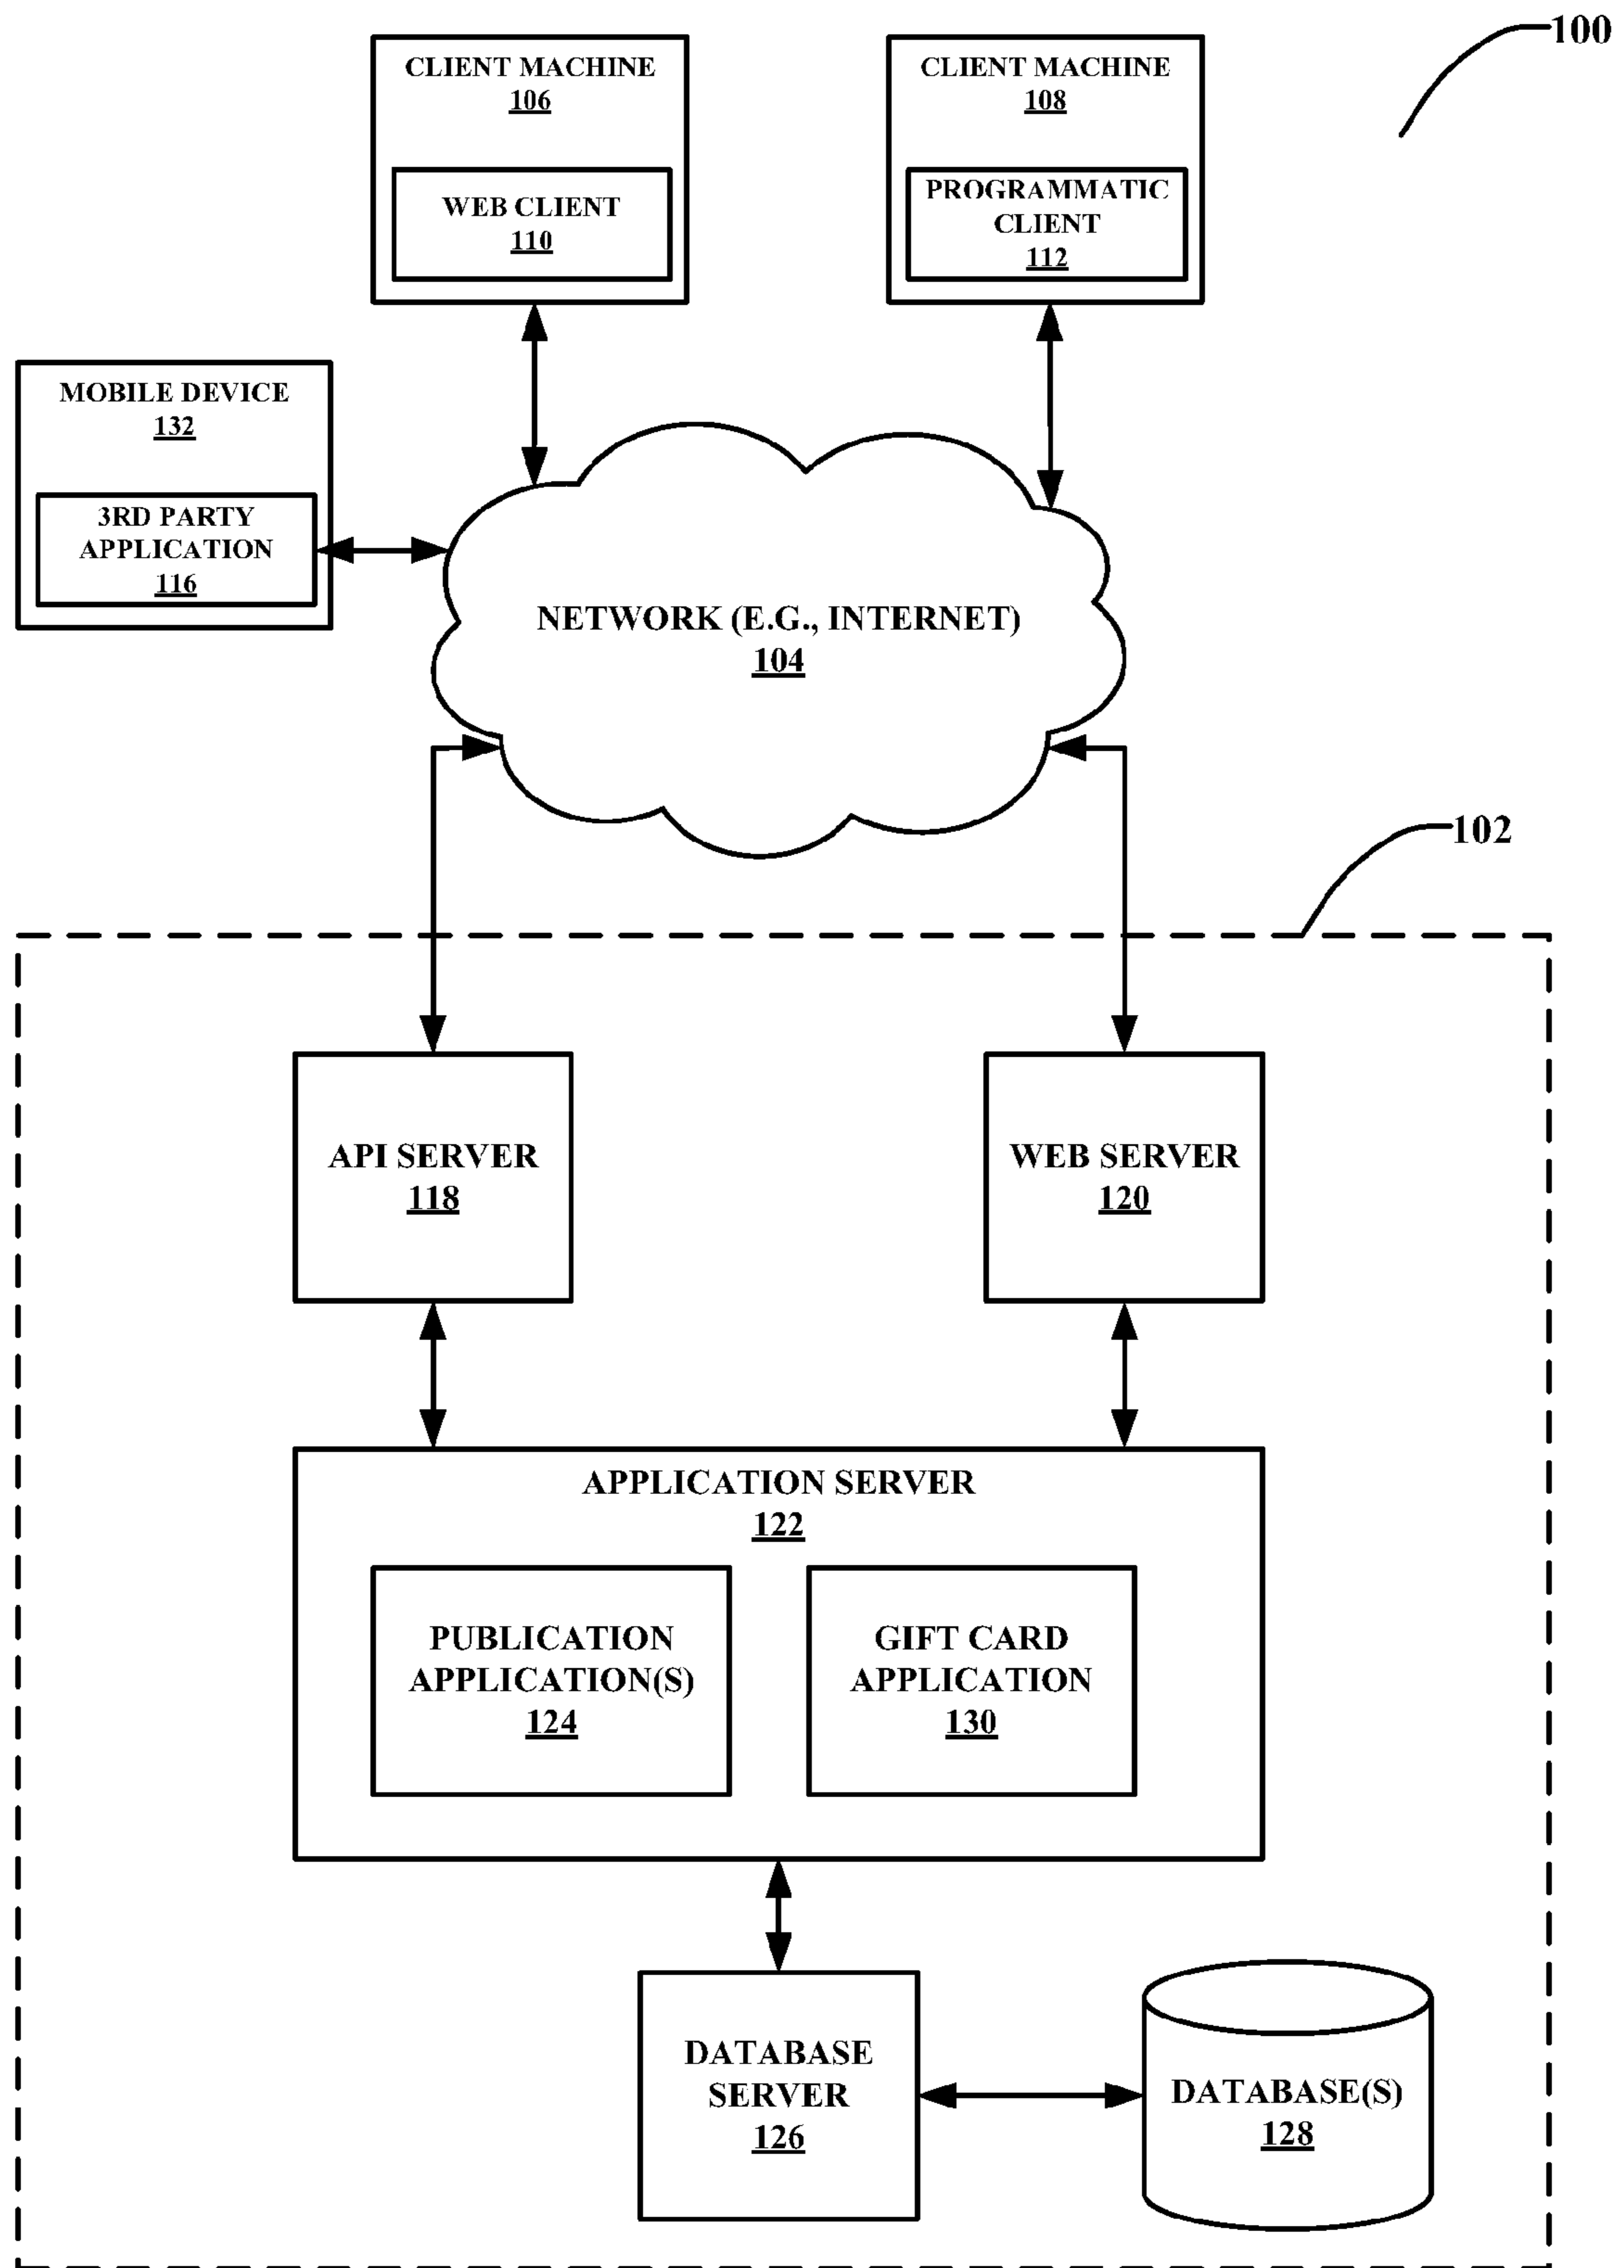 100
CLIENT MACHINE
106
WEB CLIENT
110
CLIENT MACHINE
108
PROGRAMMATIC
CLIENT
112
MOBILE DEVICE
132
3RD PARTY
APPLICATION
116
NETWORK (E.G., INTERNET)
104
102
API SERVER
118
WEB SERVER
120
APPLICATION SERVER
122
PUBLICATION
APPLICATION(S)
124
GIFT CARD
APPLICATION
130
DATABASE
SERVER
126
DATABASE(S)
128